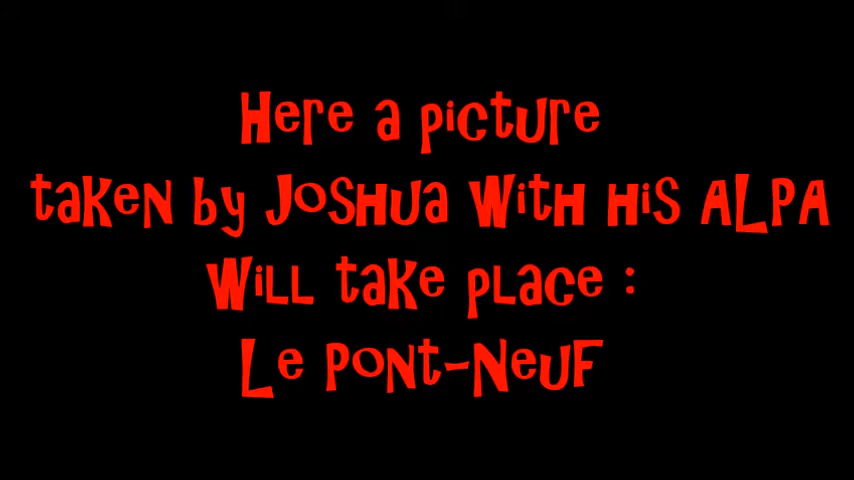 Here a picture
taken by Joshua with his ALPA
will take place :
Le Pont-Neuf